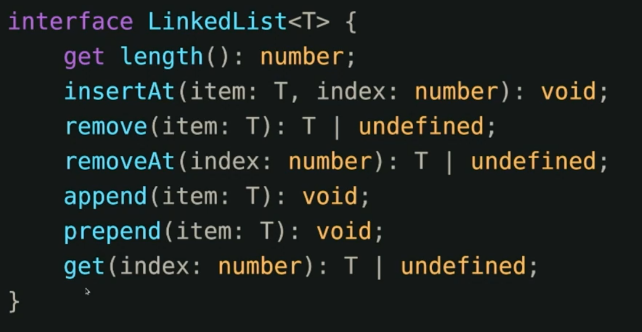 interface LinkedList<T> {
    get length(): number;
    insertAt(item: T, index: number): void;
    remove(item: T): T | undefined;
    removeAt(index: number): T | undefined;
    append(item: T): void;
    prepend(item: T): void;
    get(index: number): T | undefined;
}